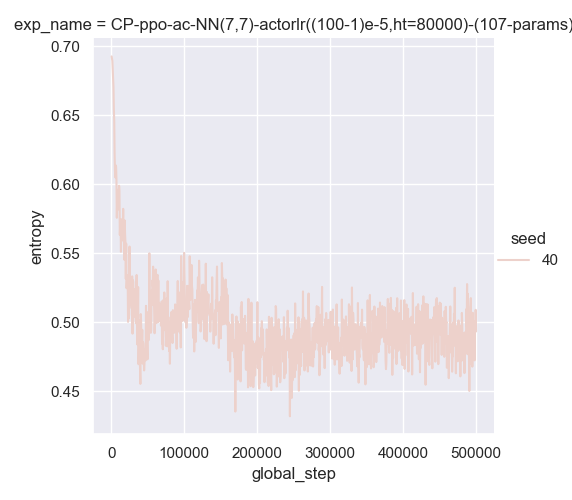 exp_name = CP-ppo-ac-NN(7,7)-actorlr((100-1)e-5,ht=80000)-(107-params)
0.70
0.65
0.60
0.55
0.50
0.45
entropy
0 100000 200000 300000 400000 500000
global_step
seed
40